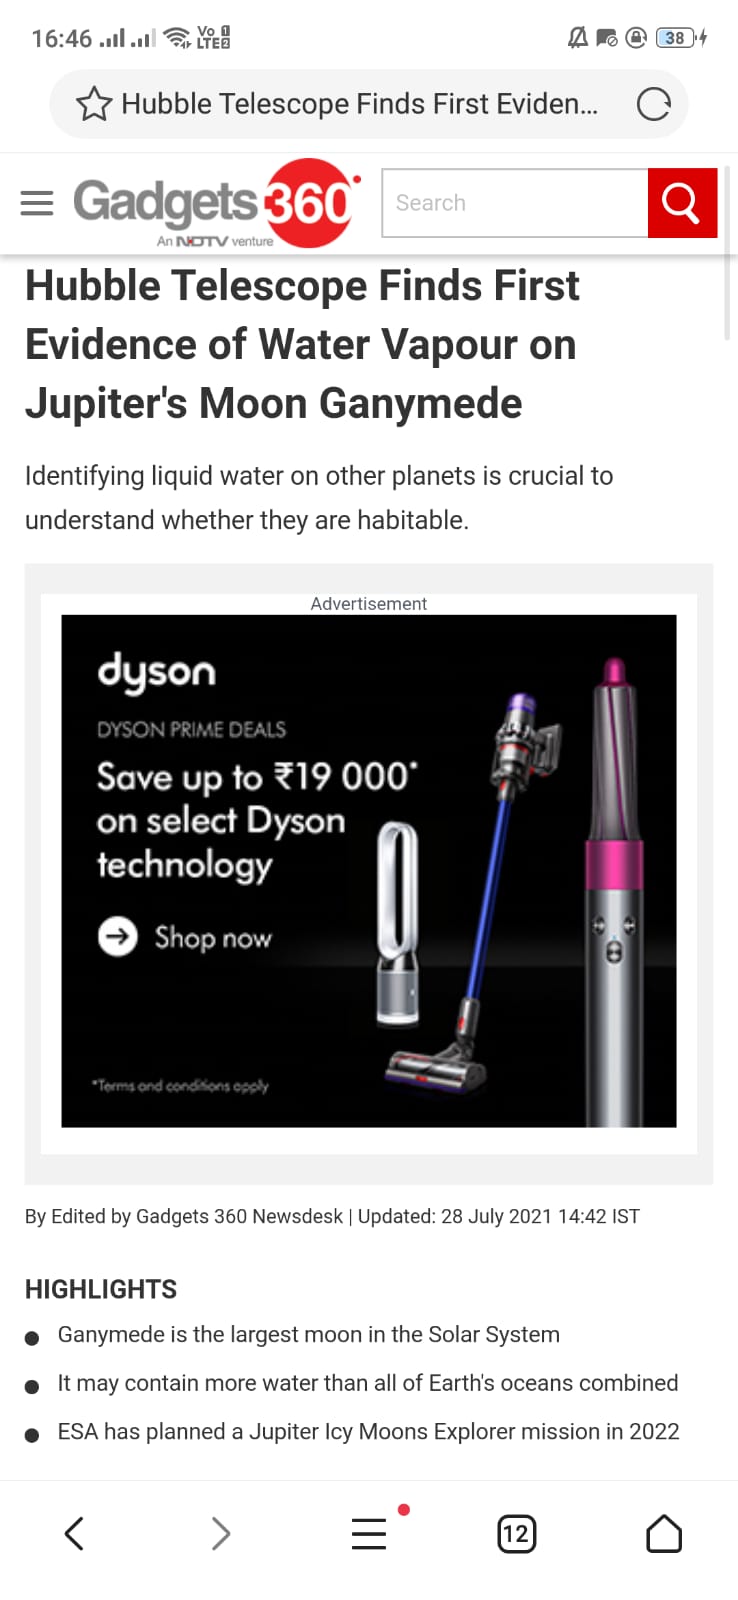 16:46 Vo 1 LTE2 38
Hubble Telescope Finds First Eviden...
Gadgets 360
An NDTV venture
Search
Hubble Telescope Finds First
Evidence of Water Vapour on
Jupiter's Moon Ganymede
Identifying liquid water on other planets is crucial to
understand whether they are habitable.
Advertisement
dyson
DYSON PRIME DEALS
Save up to ₹19 000*
on select Dyson
technology
Shop now
*Terms and conditions apply
By Edited by Gadgets 360 Newsdesk | Updated: 28 July 2021 14:42 IST
HIGHLIGHTS
● Ganymede is the largest moon in the Solar System
● It may contain more water than all of Earth's oceans combined
● ESA has planned a Jupiter Icy Moons Explorer mission in 2022
12